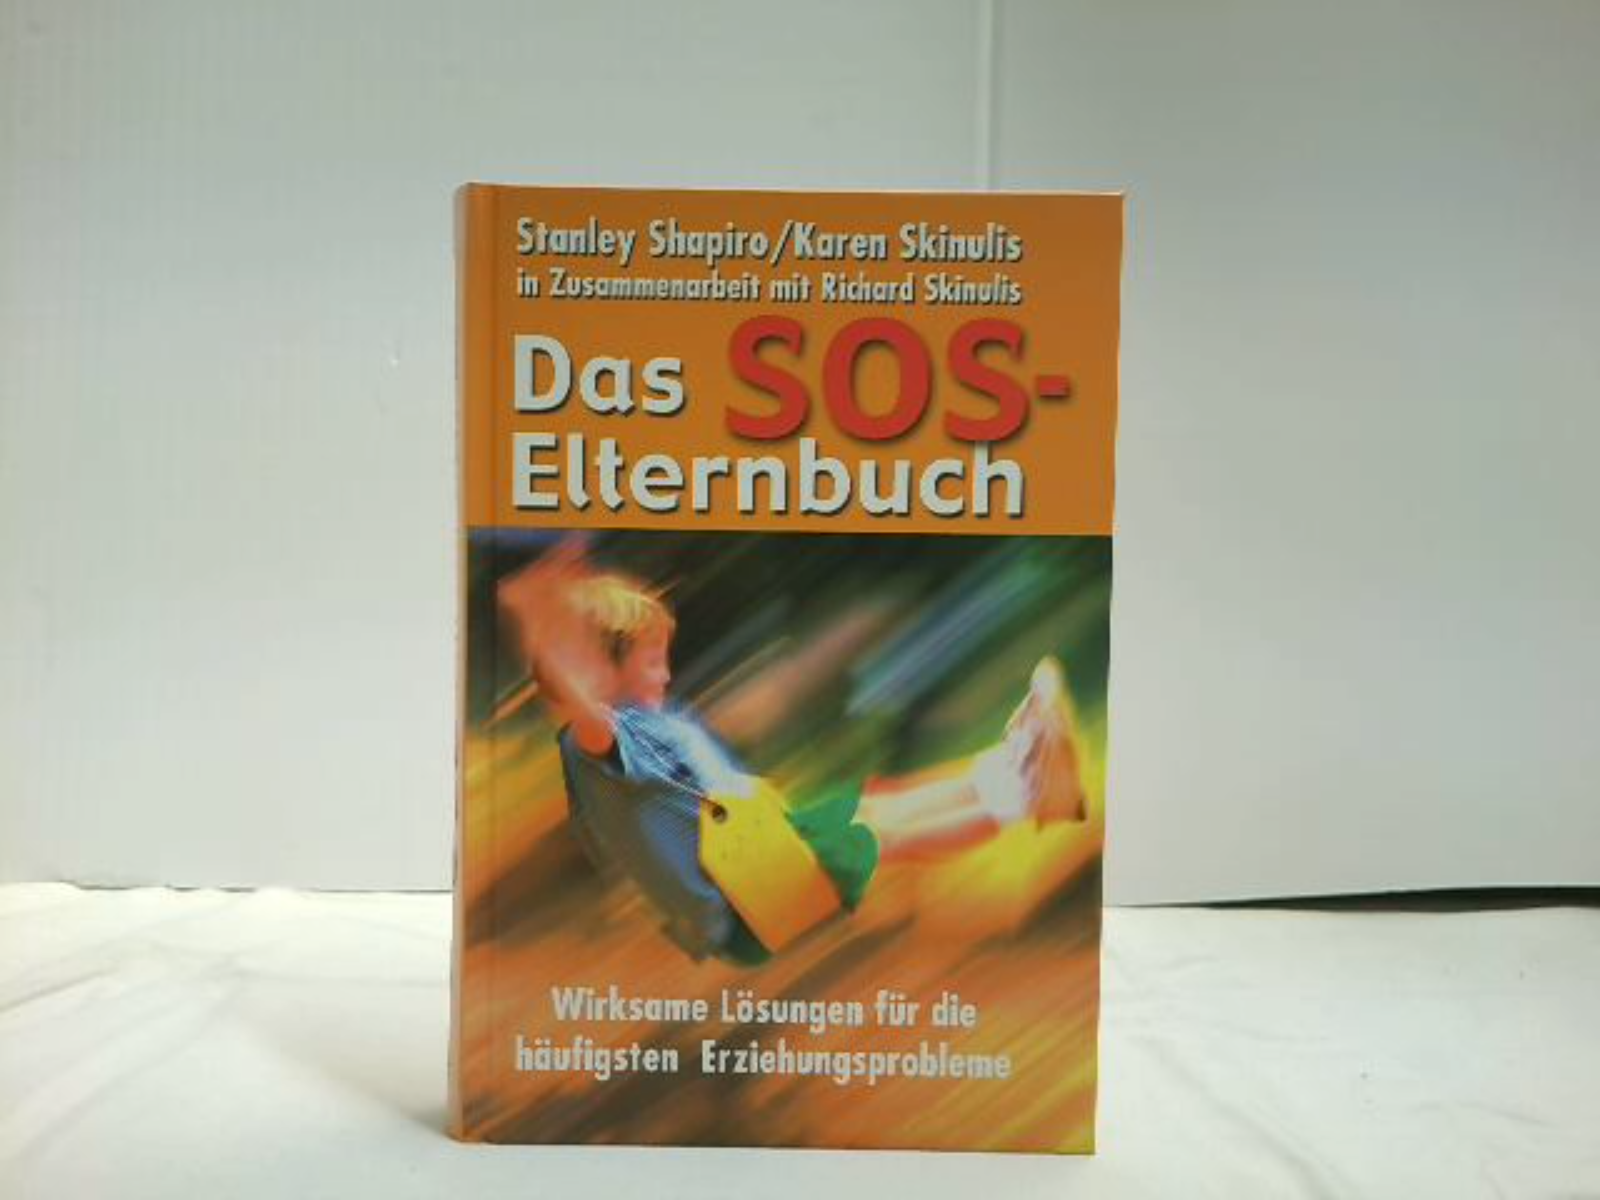 Stanley Shapiro/Karen Skinulis
in Zusammenarbeit mit Richard Skinulis
Das SOS-
Elternbuch
Wirksame Lösungen für die
häufigsten Erziehungsprobleme